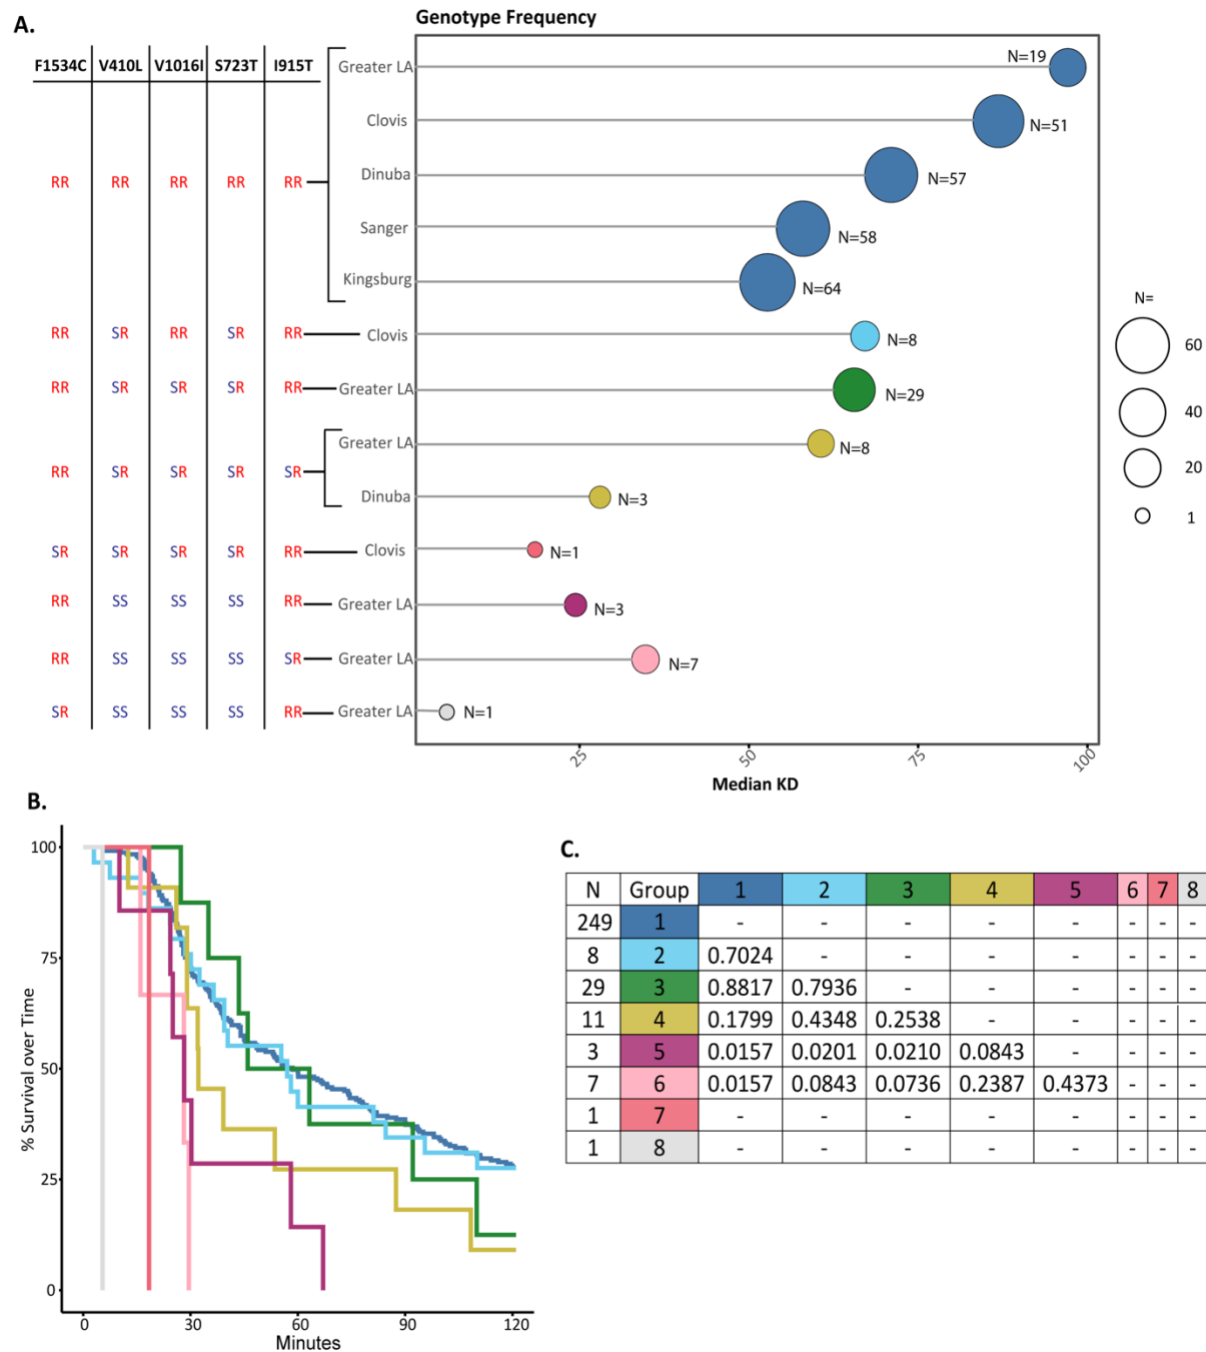 A.
Genotype Frequency
F1534C V410L V1016I S723T I915T
Greater LA N=19
Clovis N=51
RR RR RR RR RR Dinuba N=57
Sanger N=58
Kingsburg N=64
RR SR RR SR RR Clovis N=8
RR SR SR SR RR Greater LA N=29
Greater LA N=8
RR SR SR SR SR
Dinuba N=3
SR SR SR SR RR Clovis N=1
RR SS SS SS RR Greater LA N=3
RR SS SS SS SR Greater LA N=7
SR SS SS SS RR Greater LA N=1
25 50 75 100
Median KD
N=
60
40
20
1
B.
% Survival over Time
100
75
50
25
0
0 30 60 90 120
Minutes
C.
N Group 1 2 3 4 5 6 7 8
249 1 - - - - - - - -
8 2 0.7024 - - - - - - -
29 3 0.8817 0.7936 - - - - - -
11 4 0.1799 0.4348 0.2538 - - - - -
3 5 0.0157 0.0201 0.0210 0.0843 - - - -
7 6 0.0157 0.0843 0.0736 0.2387 0.4373 - - -
1 7 - - - - - - - -
1 8 - - - - - - - -